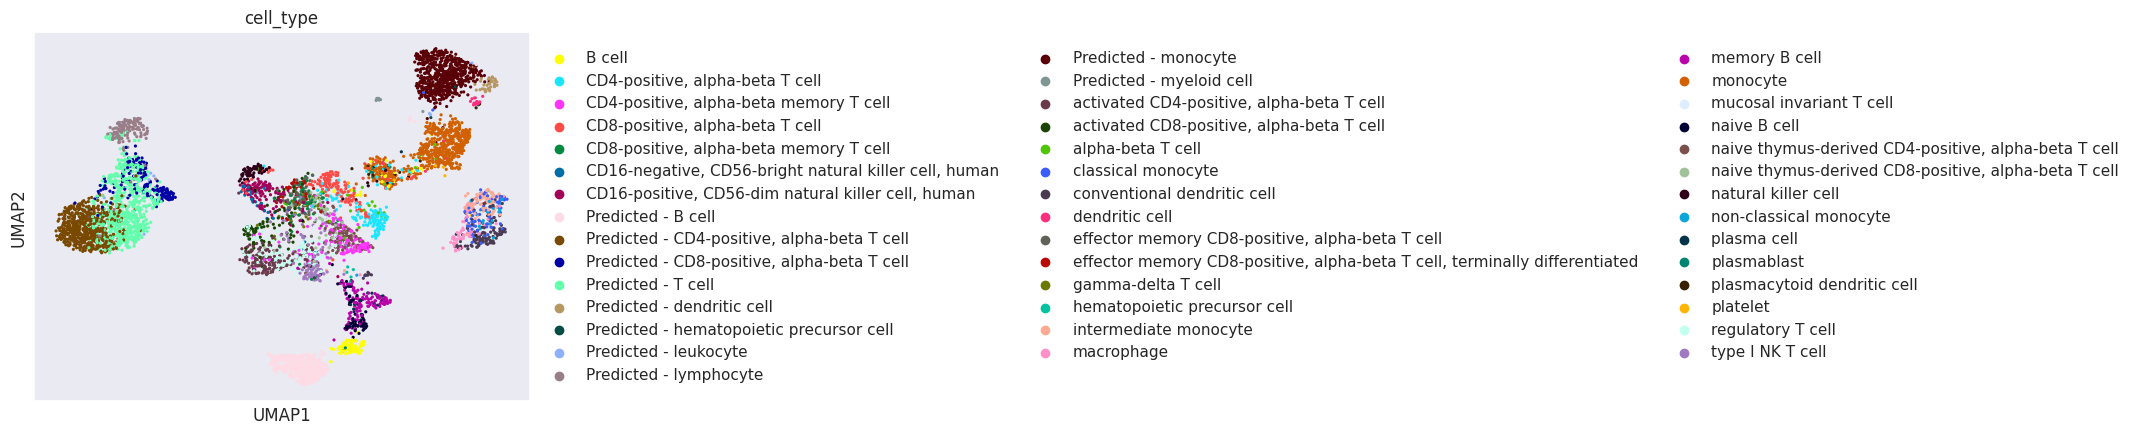 cell_type
UMAP2
UMAP1
B cell
CD4-positive, alpha-beta T cell
CD4-positive, alpha-beta memory T cell
CD8-positive, alpha-beta T cell
CD8-positive, alpha-beta memory T cell
CD16-negative, CD56-bright natural killer cell, human
CD16-positive, CD56-dim natural killer cell, human
Predicted - B cell
Predicted - CD4-positive, alpha-beta T cell
Predicted - CD8-positive, alpha-beta T cell
Predicted - T cell
Predicted - dendritic cell
Predicted - hematopoietic precursor cell
Predicted - leukocyte
Predicted - lymphocyte
Predicted - monocyte
Predicted - myeloid cell
activated CD4-positive, alpha-beta T cell
activated CD8-positive, alpha-beta T cell
alpha-beta T cell
classical monocyte
conventional dendritic cell
dendritic cell
effector memory CD8-positive, alpha-beta T cell
effector memory CD8-positive, alpha-beta T cell, terminally differentiated
gamma-delta T cell
hematopoietic precursor cell
intermediate monocyte
macrophage
memory B cell
monocyte
mucosal invariant T cell
naive B cell
naive thymus-derived CD4-positive, alpha-beta T cell
naive thymus-derived CD8-positive, alpha-beta T cell
natural killer cell
non-classical monocyte
plasma cell
plasmablast
plasmacytoid dendritic cell
platelet
regulatory T cell
type I NK T cell